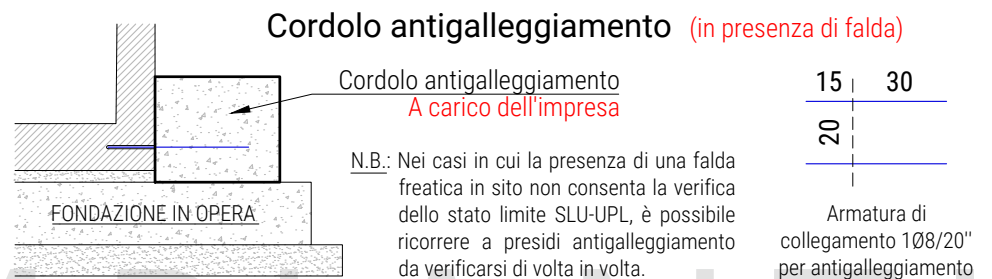 Cordolo antigalleggiamento (in presenza di falda)
Cordolo antigalleggiamento
A carico dell'impresa
N.B.: Nei casi in cui la presenza di una falda
freatica in sito non consenta la verifica
dello stato limite SLU-UPL, è possibile
ricorrere a presidi antigalleggiamento
da verificarsi di volta in volta.
FONDAZIONE IN OPERA
15 30
20
Armatura di
collegamento 1Ø8/20"
per antigalleggiamento